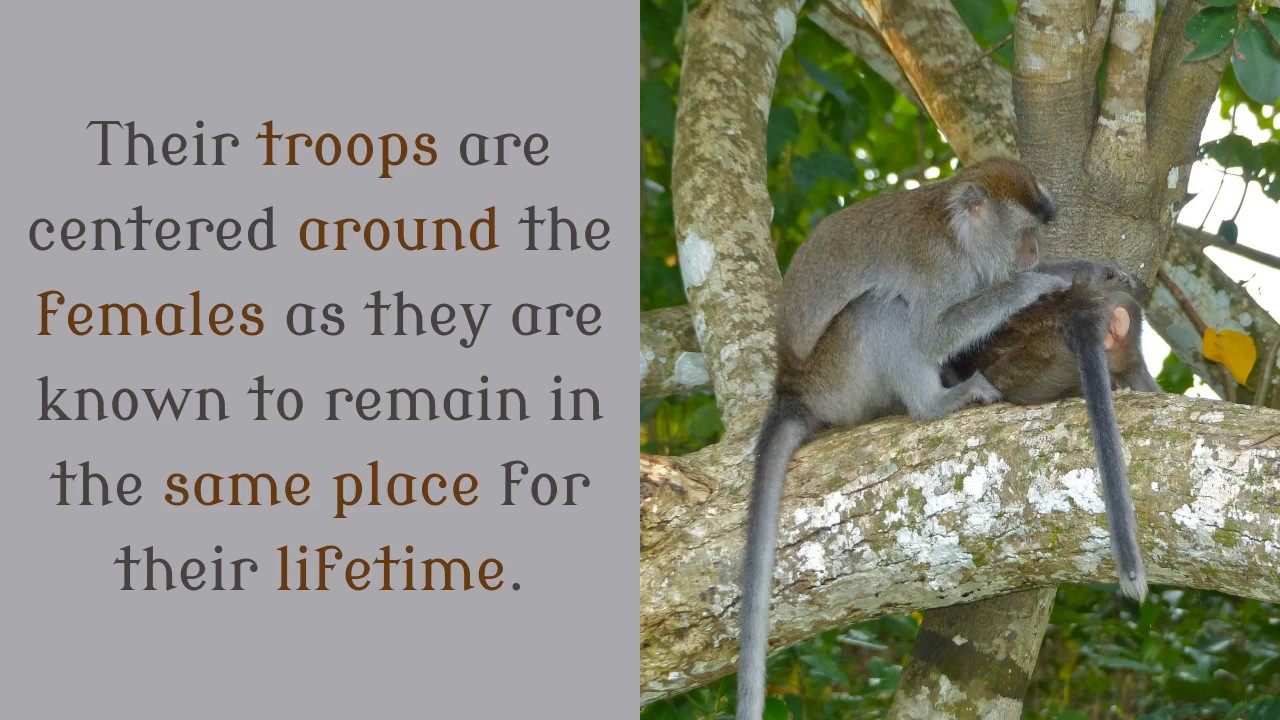 Their troops are
centered around the
females as they are
known to remain in
the same place for
their lifetime.